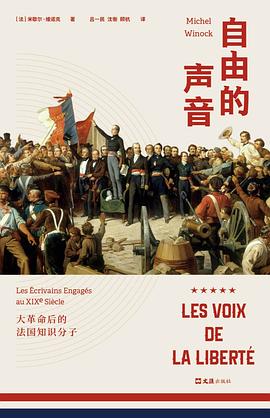 [法] 米歇尔·维诺克 著 吕一民 沈衡 顾杭 译
Michel
Winock
自由的
声音
Les Écrivains Engagés
au XIXe Siècle
大革命后的
法国知识分子
★★★★★
LES VOIX
DE
LA LIBERTÉ
文匯出版社